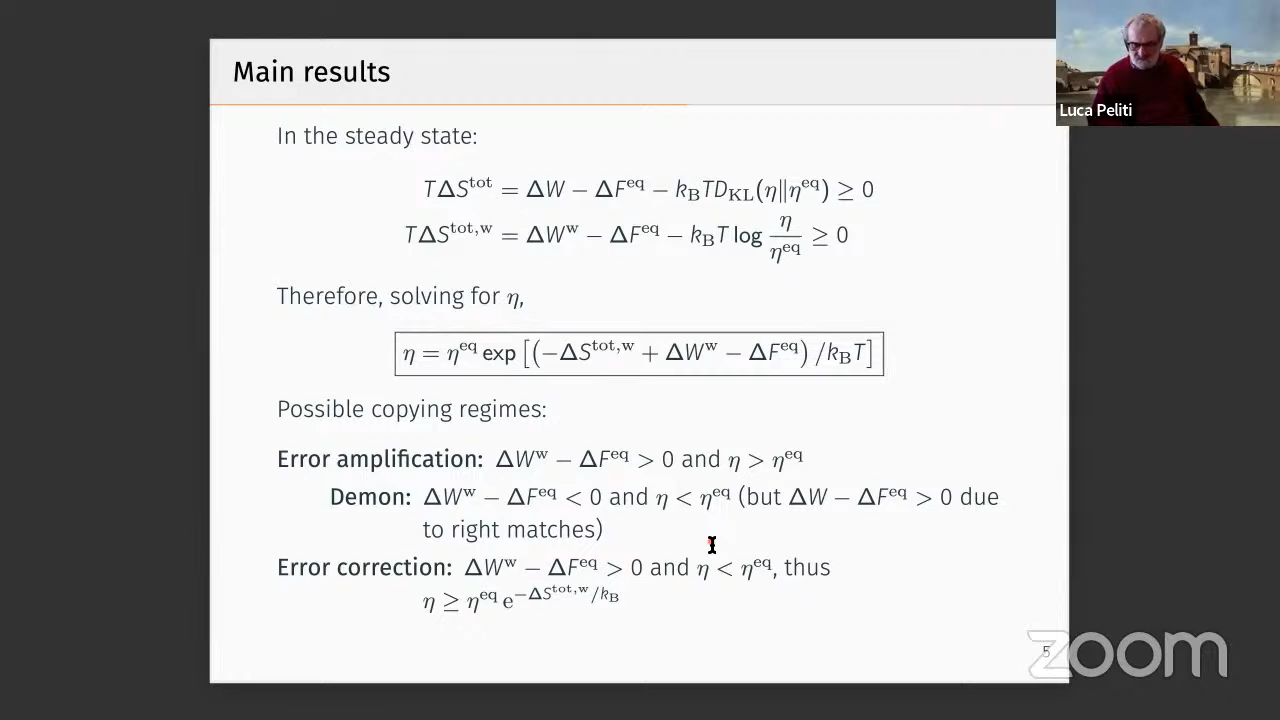 Main results
Luca Peliti
In the steady state:
TΔS^tot = ΔW − ΔF^eq − k_B T D_KL(η‖η^eq) ≥ 0
TΔS^tot,w = ΔW^w − ΔF^eq − k_B T log η/η^eq ≥ 0
Therefore, solving for η,
η = η^eq exp [(−ΔS^tot,w + ΔW^w − ΔF^eq) /k_B T]
Possible copying regimes:
Error amplification: ΔW^w − ΔF^eq > 0 and η > η^eq
Demon: ΔW^w − ΔF^eq < 0 and η < η^eq (but ΔW − ΔF^eq > 0 due
to right matches)
Error correction: ΔW^w − ΔF^eq > 0 and η < η^eq, thus
η ≥ η^eq e^−ΔS^tot,w/k_B
5
zoom